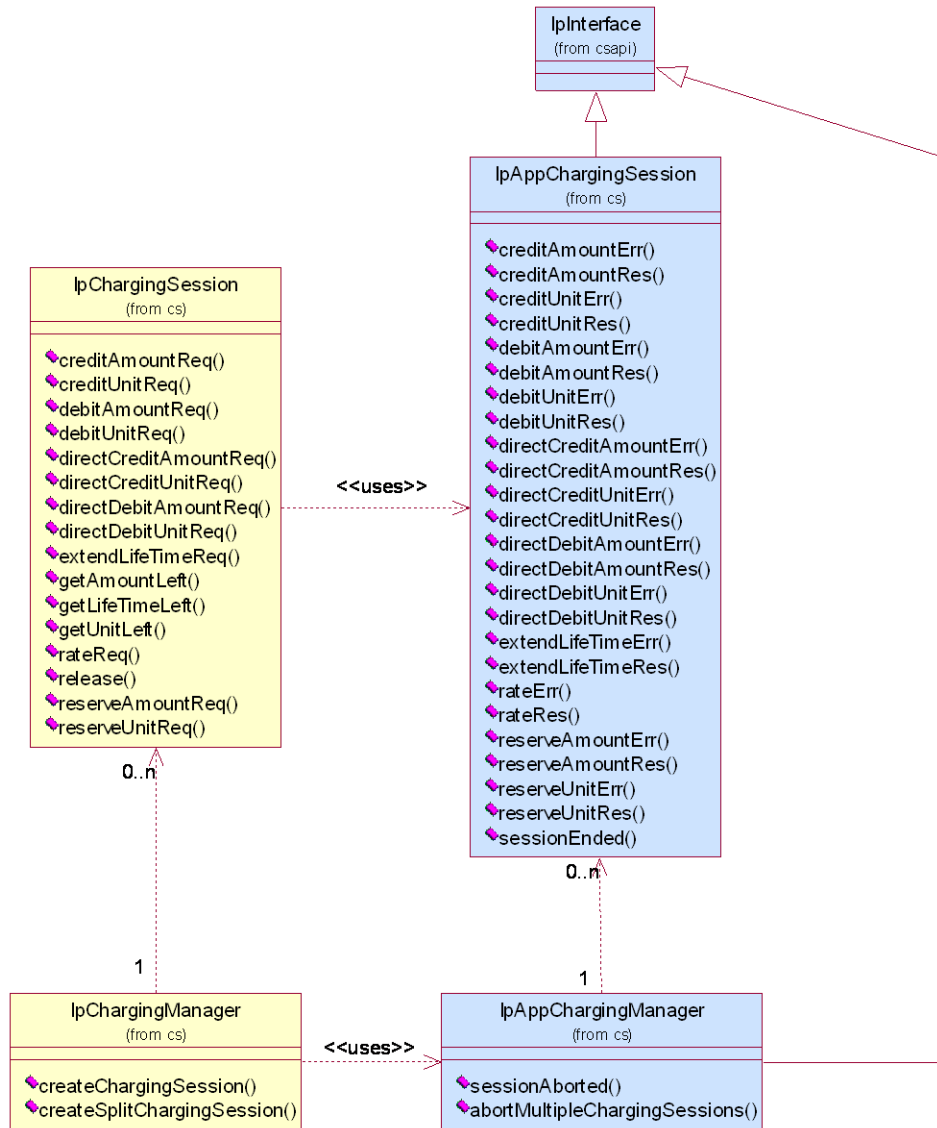 IpInterface
(from csapi)
IpAppChargingSession
(from cs)
creditAmountErr()
creditAmountRes()
creditUnitErr()
creditUnitRes()
debitAmountErr()
debitAmountRes()
debitUnitErr()
debitUnitRes()
directCreditAmountErr()
directCreditAmountRes()
directCreditUnitErr()
directCreditUnitRes()
directDebitAmountErr()
directDebitAmountRes()
directDebitUnitErr()
directDebitUnitRes()
extendLifeTimeErr()
extendLifeTimeRes()
rateErr()
rateRes()
reserveAmountErr()
reserveAmountRes()
reserveUnitErr()
reserveUnitRes()
sessionEnded()
IpChargingSession
(from cs)
creditAmountReq()
creditUnitReq()
debitAmountReq()
debitUnitReq()
directCreditAmountReq()
directCreditUnitReq()
directDebitAmountReq()
directDebitUnitReq()
extendLifeTimeReq()
getAmountLeft()
getLifeTimeLeft()
getUnitLeft()
rateReq()
release()
reserveAmountReq()
reserveUnitReq()
<<uses>>
0..n
0..n
1
1
IpChargingManager
(from cs)
createChargingSession()
createSplitChargingSession()
<<uses>>
IpAppChargingManager
(from cs)
sessionAborted()
abortMultipleChargingSessions()